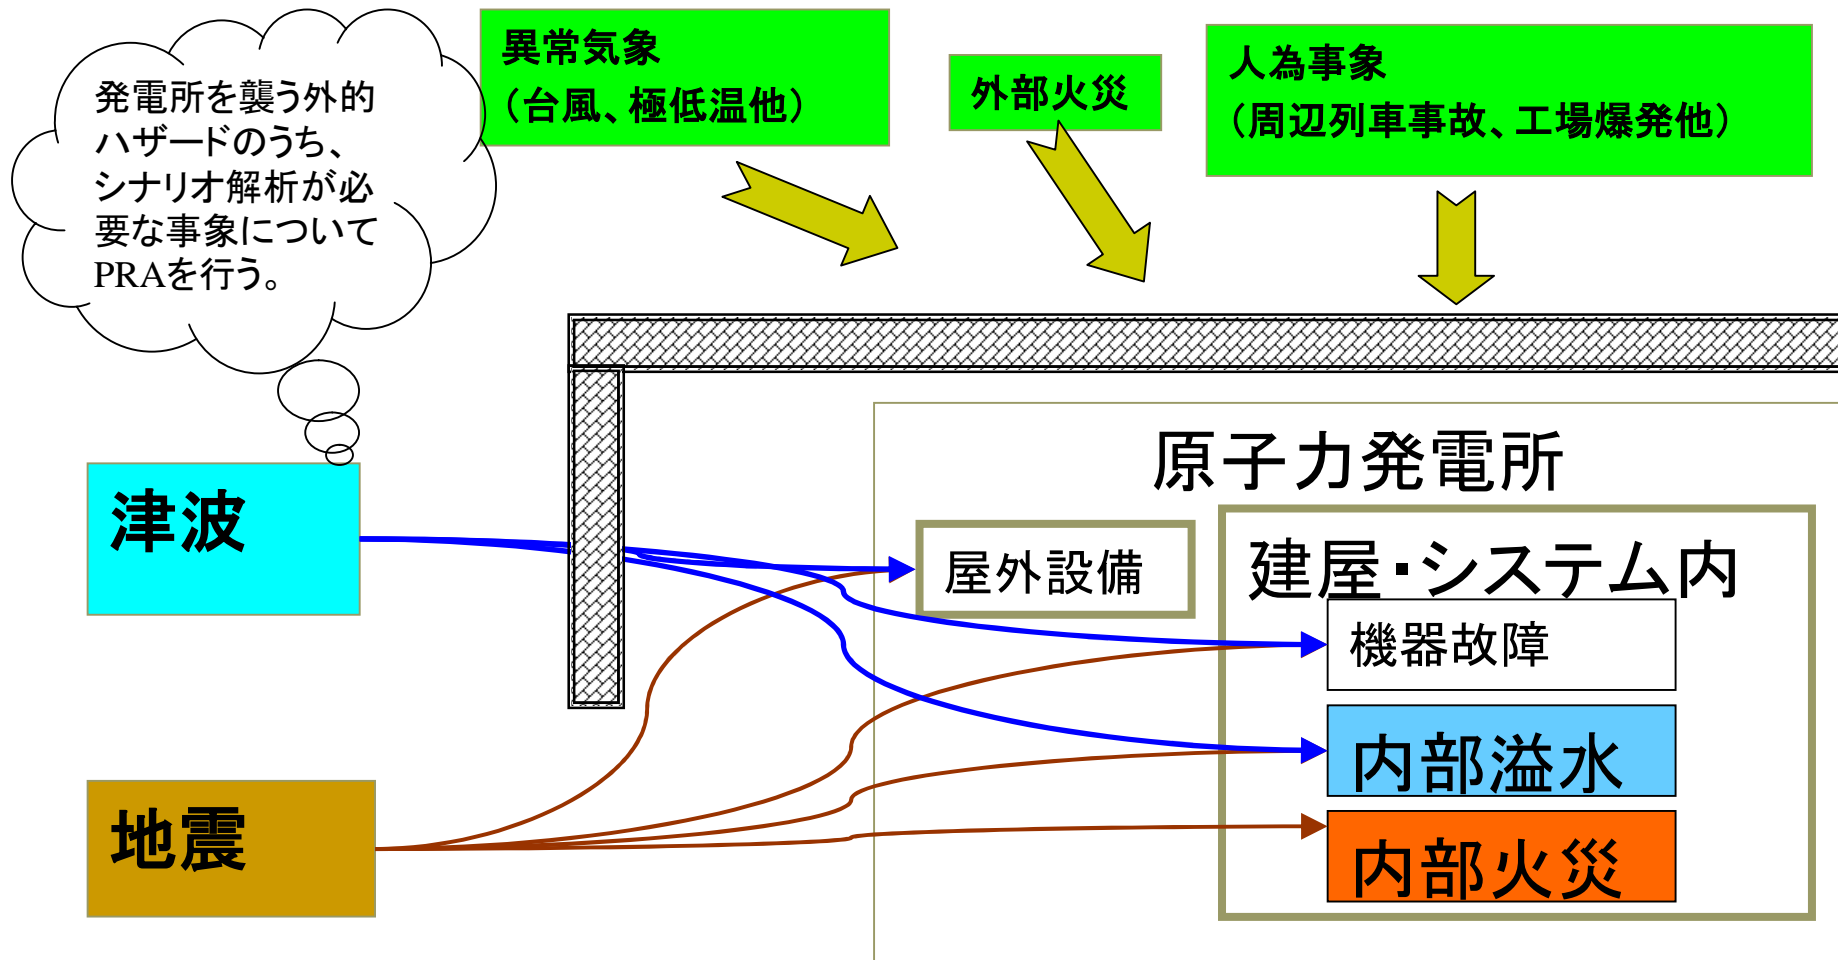 発電所を襲う外的
ハザードのうち、
シナリオ解析が必
要な事象について
PRAを行う。
異常気象
（台風、極低温他）
外部火災
人為事象
（周辺列車事故、工場爆発他）
津波
地震
原子力発電所
屋外設備
建屋・システム内
機器故障
内部溢水
内部火災